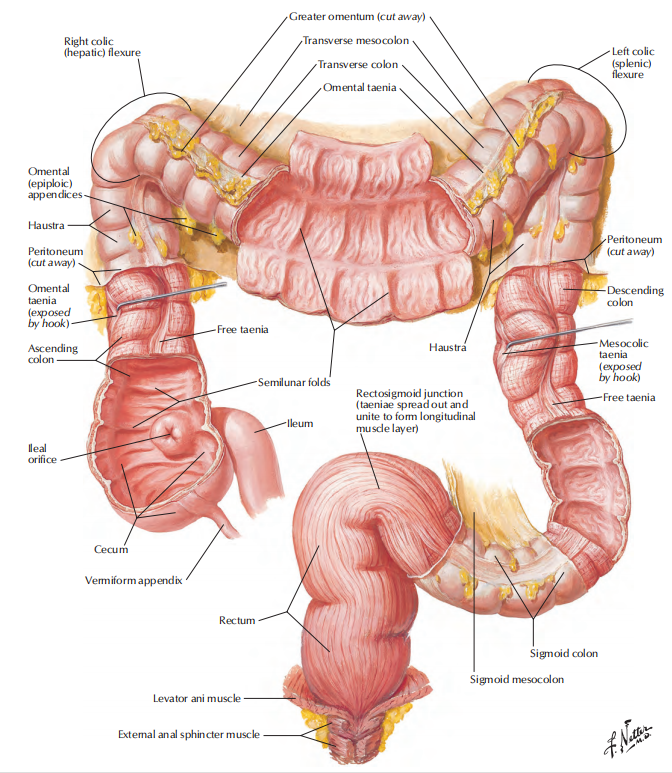 Greater omentum (cut away)
Transverse mesocolon
Transverse colon
Omental taenia
Right colic
(hepatic) flexure
Left colic
(splenic)
flexure
Omental
(epiploic)
appendices
Haustra
Peritoneum
(cut away)
Omental
taenia
(exposed
by hook)
Ascending
colon
Free taenia
Semilunar folds
Haustra
Peritoneum
(cut away)
Descending
colon
Mesocolic
taenia
(exposed
by hook)
Free taenia
Rectosigmoid junction
(taeniae spread out and
unite to form longitudinal
muscle layer)
Ileum
Ileal
orifice
Cecum
Vermiform appendix
Rectum
Sigmoid colon
Sigmoid mesocolon
Levator ani muscle
External anal sphincter muscle
F. Netter
M.D.